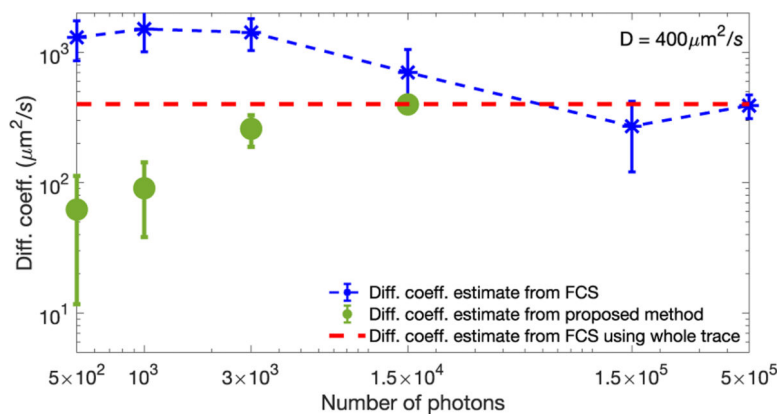 10³
D = 400μm²/s
Diff. coeff. (μm²/s)
10²
Diff. coeff. estimate from FCS
Diff. coeff. estimate from proposed method
Diff. coeff. estimate from FCS using whole trace
10¹
5×10² 10³ 3×10³ 1.5×10⁴ 1.5×10⁵ 5×10⁵
Number of photons